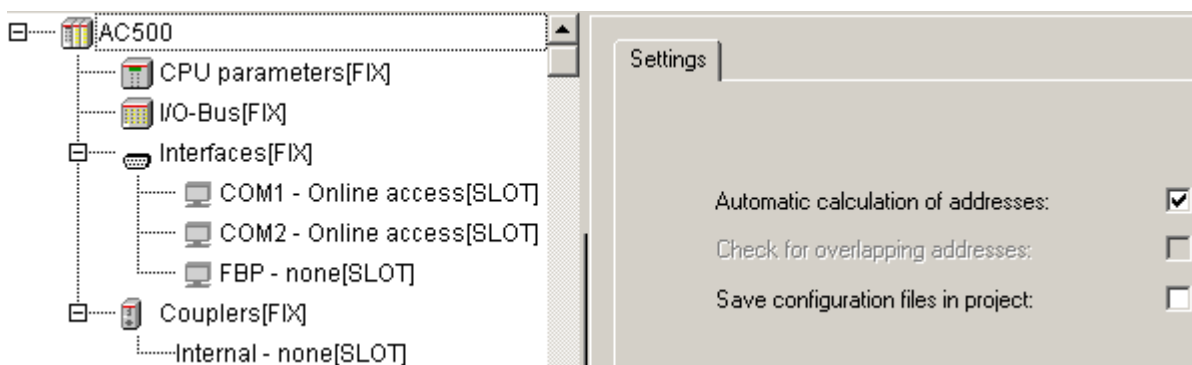 AC500
CPU parameters[FIX]
I/O-Bus[FIX]
Interfaces[FIX]
COM1 - Online access[SLOT]
COM2 - Online access[SLOT]
FBP - none[SLOT]
Couplers[FIX]
Internal - none[SLOT]
Settings
Automatic calculation of addresses:
Check for overlapping addresses:
Save configuration files in project: